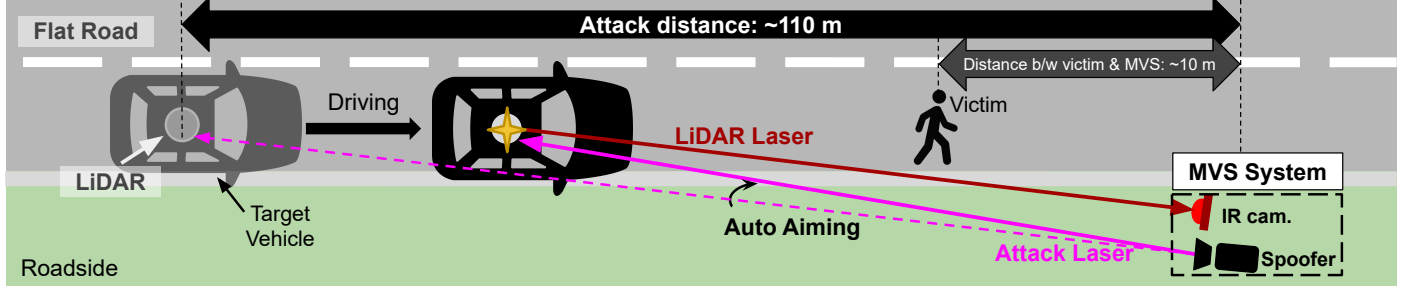 Flat Road
Attack distance: ~110 m
Distance b/w victim & MVS: ~10 m
Driving
Victim
LiDAR Laser
LiDAR
MVS System
Target
Vehicle
Auto Aiming
IR cam.
Attack Laser
Spoofer
Roadside